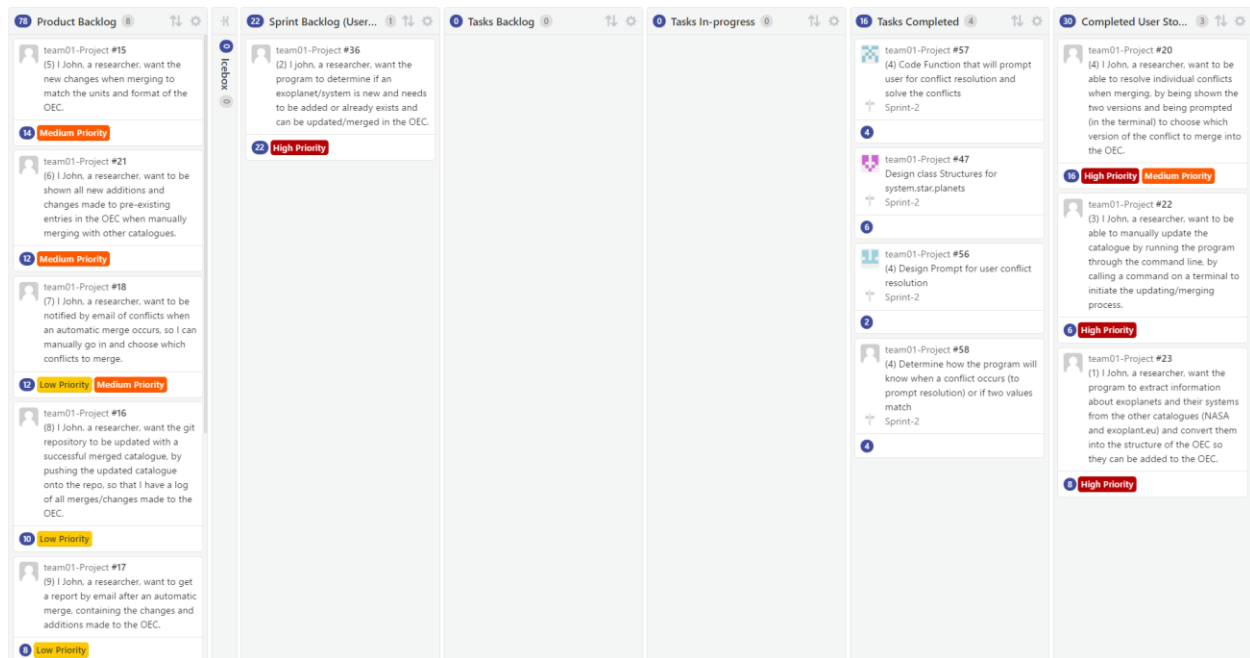 78 Product Backlog 8
team01-Project #15
(5) I John, a researcher, want the
new changes when merging to
match the units and format of the
OEC.
14 Medium Priority
team01-Project #21
(6) I John, a researcher, want to be
shown all new additions and
changes made to pre-existing
entries in the OEC when manually
merging with other catalogues.
12 Medium Priority
team01-Project #18
(7) I John, a researcher, want to be
notified by email of conflicts when
an automatic merge occurs, so I can
manually go in and choose which
conflicts to merge.
12 Low Priority Medium Priority
team01-Project #16
(8) I John, a researcher, want the git
repository to be updated with a
successful merged catalogue, by
pushing the updated catalogue
onto the repo, so that I have a log
of all merges/changes made to the
OEC.
10 Low Priority
team01-Project #17
(9) I John, a researcher, want to get
a report by email after an automatic
merge, containing the changes and
additions made to the OEC.
8 Low Priority
0 Icebox 0
22 Sprint Backlog (User... 1
team01-Project #36
(2) I john, a researcher, want the
program to determine if an
exoplanet/system is new and needs
to be added or already exists and
can be updated/merged in the OEC.
22 High Priority
0 Tasks Backlog 0
0 Tasks In-progress 0
16 Tasks Completed 4
team01-Project #57
(4) Code Function that will prompt
user for conflict resolution and
solve the conflicts
Sprint-2
4
team01-Project #47
Design class Structures for
system,star,planets
Sprint-2
6
team01-Project #56
(4) Design Prompt for user conflict
resolution
Sprint-2
2
team01-Project #58
(4) Determine how the program will
know when a conflict occurs (to
prompt resolution) or if two values
match
Sprint-2
4
30 Completed User Sto... 3
team01-Project #20
(4) I John, a researcher, want to be
able to resolve individual conflicts
when merging, by being shown the
two versions and being prompted
(in the terminal) to choose which
version of the conflict to merge into
the OEC.
16 High Priority Medium Priority
team01-Project #22
(3) I John, a researcher, want to be
able to manually update the
catalogue by running the program
through the command line, by
calling a command on a terminal to
initiate the updating/merging
process.
6 High Priority
team01-Project #23
(1) I John, a researcher, want the
program to extract information
about exoplanets and their systems
from the other catalogues (NASA
and exoplant.eu) and convert them
into the structure of the OEC so
they can be added to the OEC.
8 High Priority